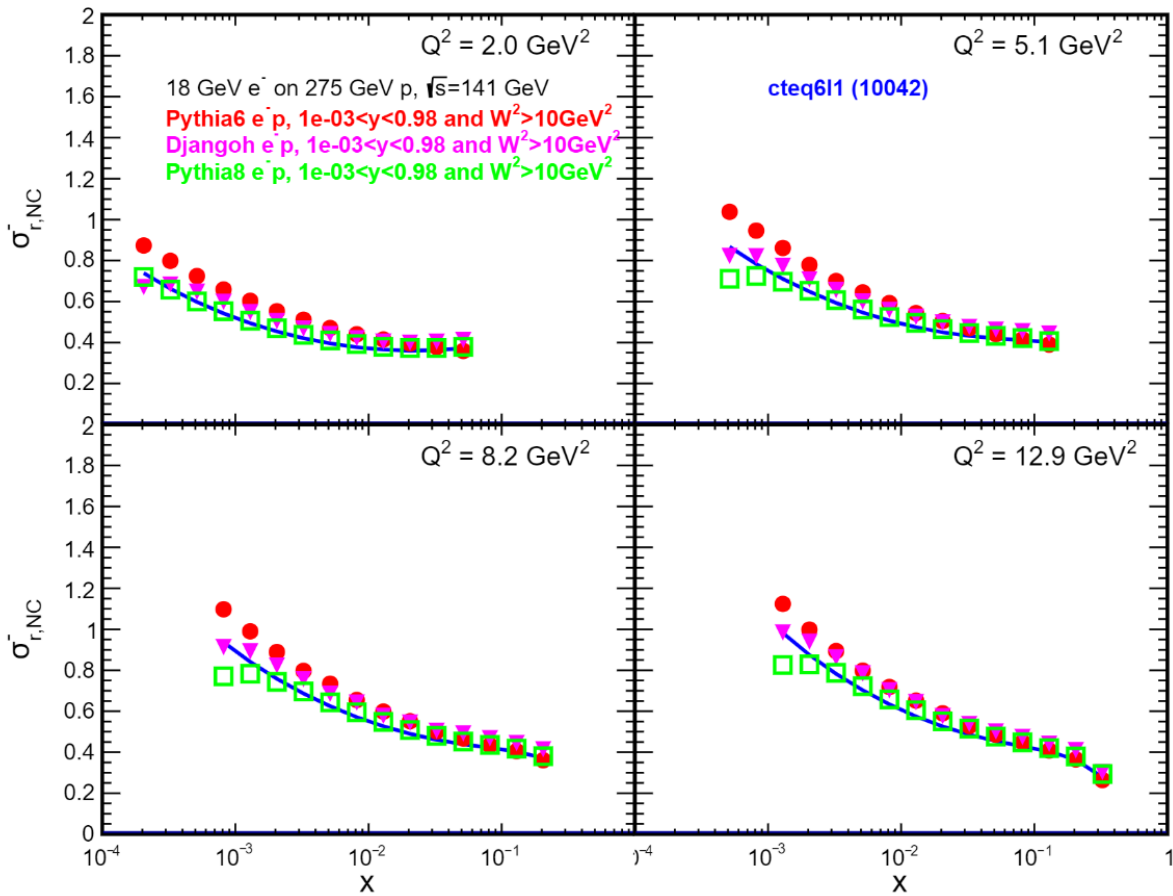 Q² = 2.0 GeV²
18 GeV e⁻ on 275 GeV p, √s=141 GeV
Pythia6 e⁻p, 1e-03<y<0.98 and W²>10GeV²
Djangoh e⁻p, 1e-03<y<0.98 and W²>10GeV²
Pythia8 e⁻p, 1e-03<y<0.98 and W²>10GeV²
σ⁻r,NC
2
1.8
1.6
1.4
1.2
1
0.8
0.6
0.4
0.2
0
Q² = 5.1 GeV²
cteq6l1 (10042)
Q² = 8.2 GeV²
σ⁻r,NC
2
1.8
1.6
1.4
1.2
1
0.8
0.6
0.4
0.2
0
10⁻⁴ 10⁻³ 10⁻² 10⁻¹
x
Q² = 12.9 GeV²
)⁻⁴ 10⁻³ 10⁻² 10⁻¹ 1
x